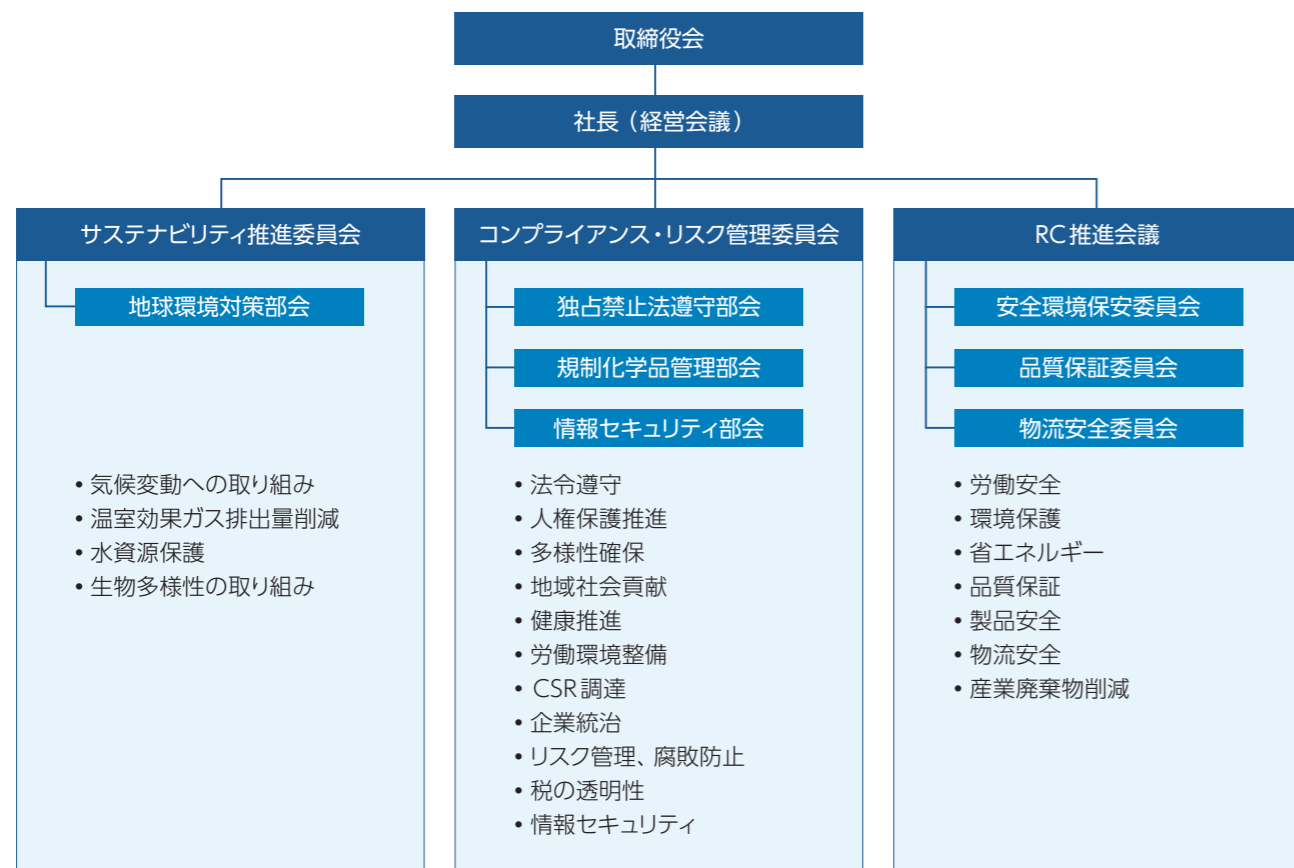 取締役会
社長（経営会議）
サステナビリティ推進委員会
地球環境対策部会
• 気候変動への取り組み
• 温室効果ガス排出量削減
• 水資源保護
• 生物多様性の取り組み
コンプライアンス・リスク管理委員会
独占禁止法遵守部会
規制化学品管理部会
情報セキュリティ部会
• 法令遵守
• 人権保護推進
• 多様性確保
• 地域社会貢献
• 健康推進
• 労働環境整備
• CSR調達
• 企業統治
• リスク管理、腐敗防止
• 税の透明性
• 情報セキュリティ
RC推進会議
安全環境保安委員会
品質保証委員会
物流安全委員会
• 労働安全
• 環境保護
• 省エネルギー
• 品質保証
• 製品安全
• 物流安全
• 産業廃棄物削減